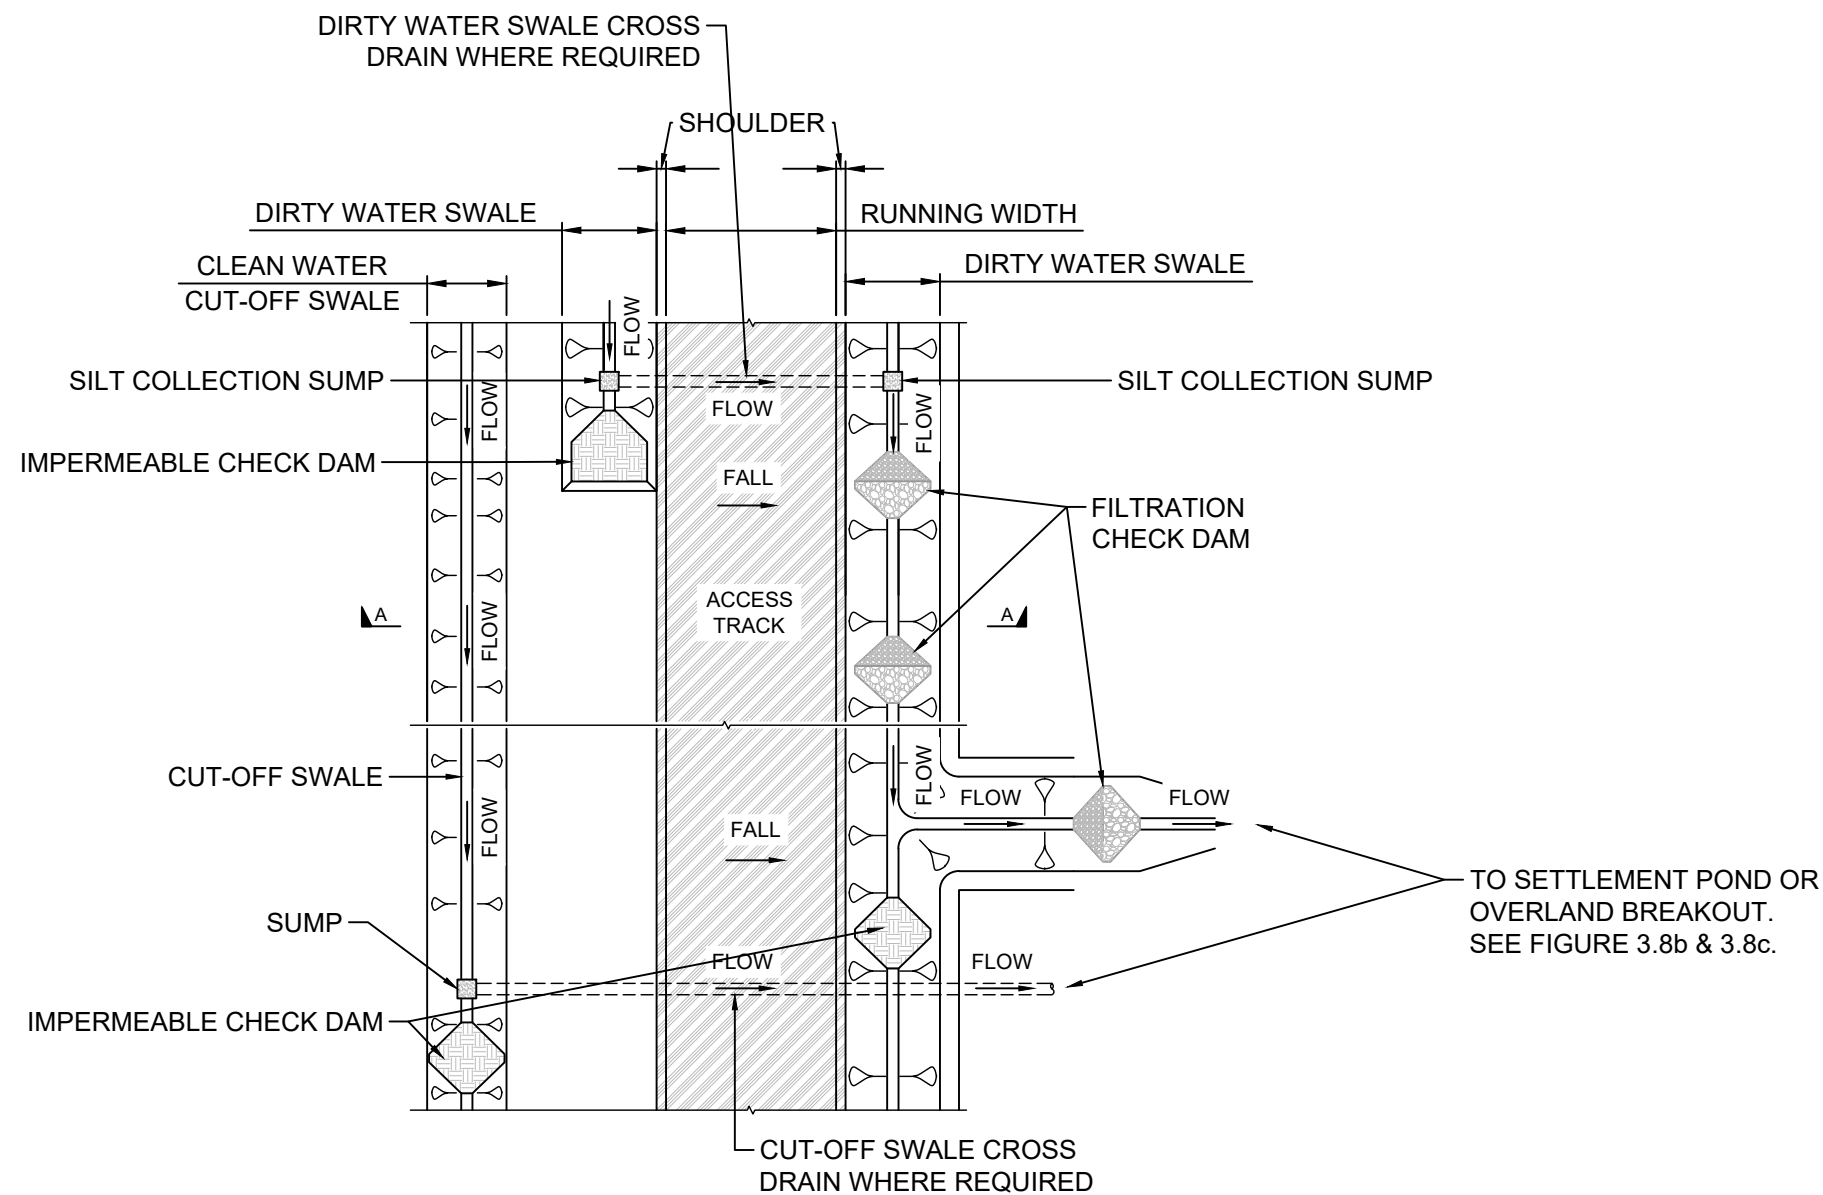 DIRTY WATER SWALE CROSS
DRAIN WHERE REQUIRED
SHOULDER
DIRTY WATER SWALE
RUNNING WIDTH
CLEAN WATER
CUT-OFF SWALE
DIRTY WATER SWALE
FLOW
SILT COLLECTION SUMP
SILT COLLECTION SUMP
FLOW
FLOW
FLOW
IMPERMEABLE CHECK DAM
FALL
FILTRATION
CHECK DAM
ACCESS
TRACK
A
A
FLOW
CUT-OFF SWALE
FLOW
FLOW
FLOW
FLOW
FALL
TO SETTLEMENT POND OR
OVERLAND BREAKOUT.
SEE FIGURE 3.8b & 3.8c.
SUMP
FLOW
FLOW
IMPERMEABLE CHECK DAM
CUT-OFF SWALE CROSS
DRAIN WHERE REQUIRED